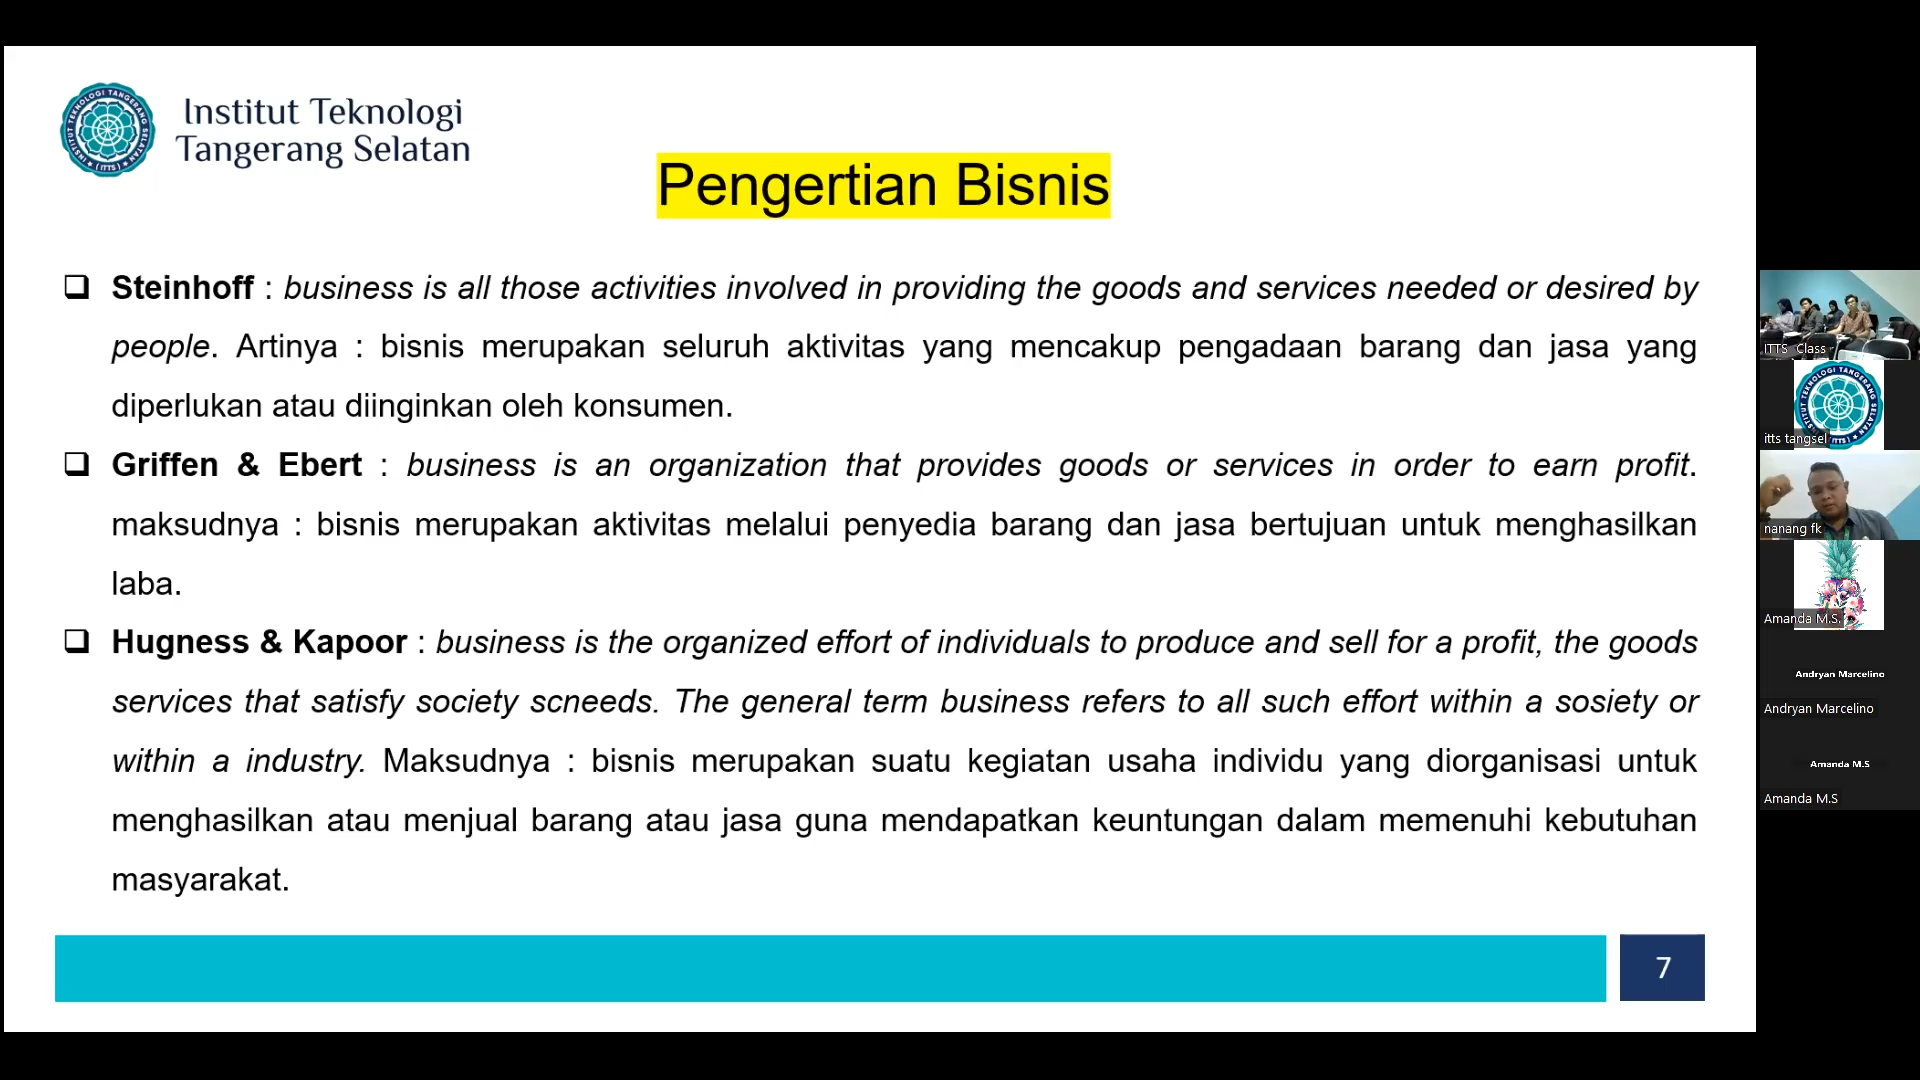 Institut Teknologi
Tangerang Selatan
Pengertian Bisnis
Steinhoff : business is all those activities involved in providing the goods and services needed or desired by
people. Artinya : bisnis merupakan seluruh aktivitas yang mencakup pengadaan barang dan jasa yang
diperlukan atau diinginkan oleh konsumen.
Griffen & Ebert : business is an organization that provides goods or services in order to earn profit.
maksudnya : bisnis merupakan aktivitas melalui penyedia barang dan jasa bertujuan untuk menghasilkan
laba.
Hugness & Kapoor : business is the organized effort of individuals to produce and sell for a profit, the goods
services that satisfy society scneeds. The general term business refers to all such effort within a sosiety or
within a industry. Maksudnya : bisnis merupakan suatu kegiatan usaha individu yang diorganisasi untuk
menghasilkan atau menjual barang atau jasa guna mendapatkan keuntungan dalam memenuhi kebutuhan
masyarakat.
7
ITTS Class
itts tangsel
nanang fk
Amanda M.S.
Andryan Marcelino
Andryan Marcelino
Amanda M.S
Amanda M.S
INSTITUT TEKNOLOGI TANGERANG SELATAN
(ITTS)